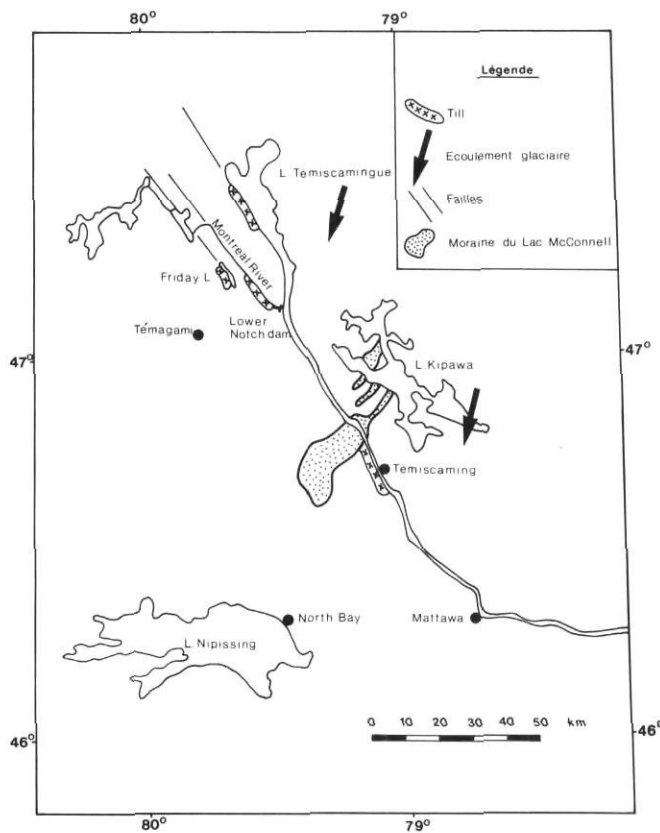 80°
79°
Légende
Till
Ecoulement glaciaire
Failles
Moraine du Lac McConnell
L Témiscamingue
Montreal River
Friday L
Lower
Notch dam
Témagami
47°
47°
L Kipawa
Témiscaming
North Bay
Mattawa
L. Nipissing
0 10 20 30 40 50 km
46°
46°
80°
79°